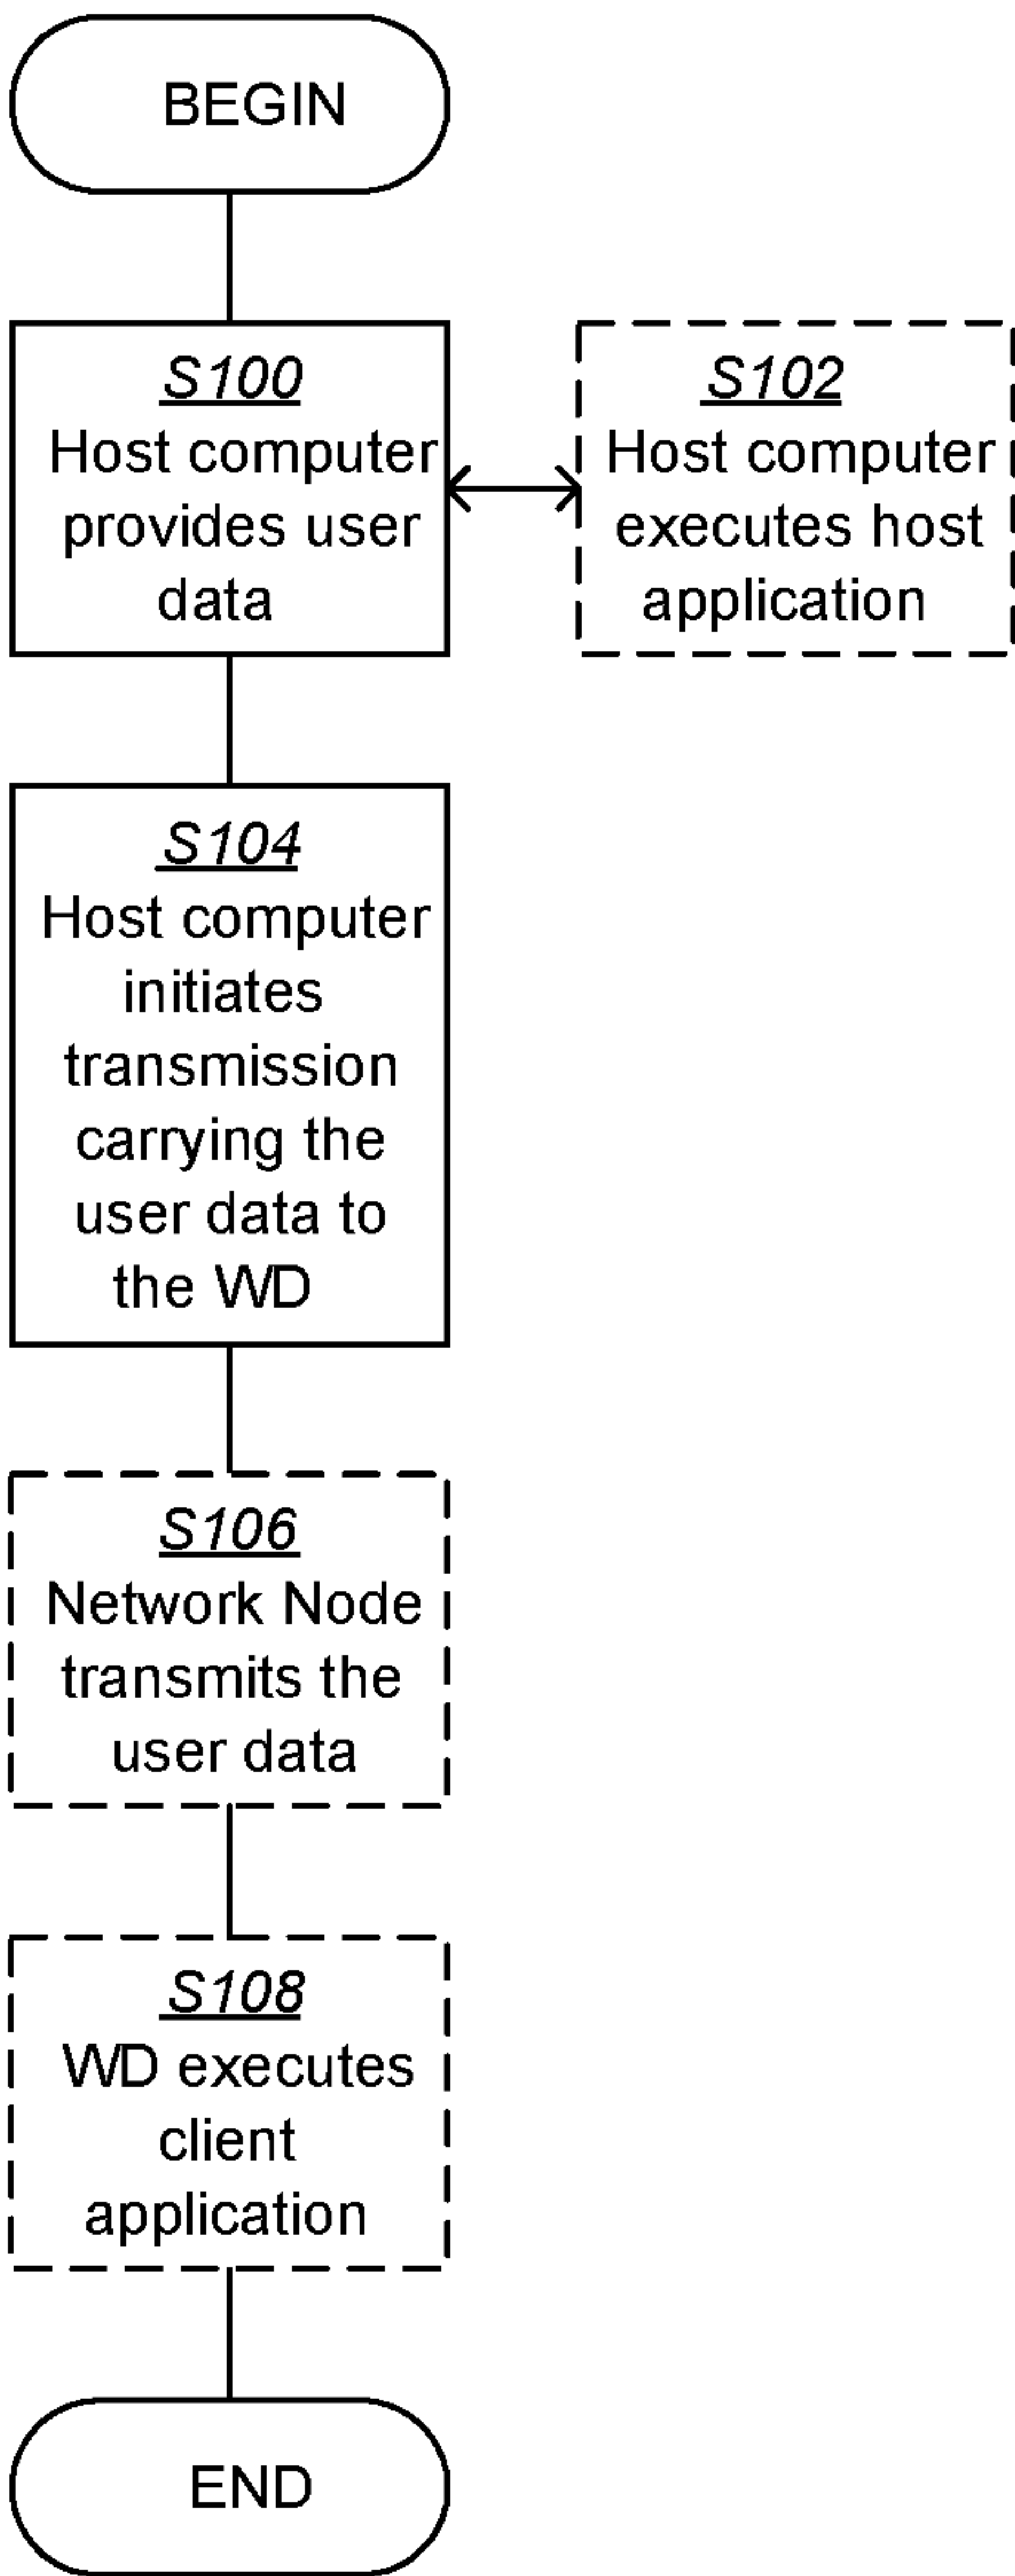 BEGIN
S100
Host computer
provides user
data
S102
Host computer
executes host
application
S104
Host computer
initiates
transmission
carrying the
user data to
the WD
S106
Network Node
transmits the
user data
S108
WD executes
client
application
END